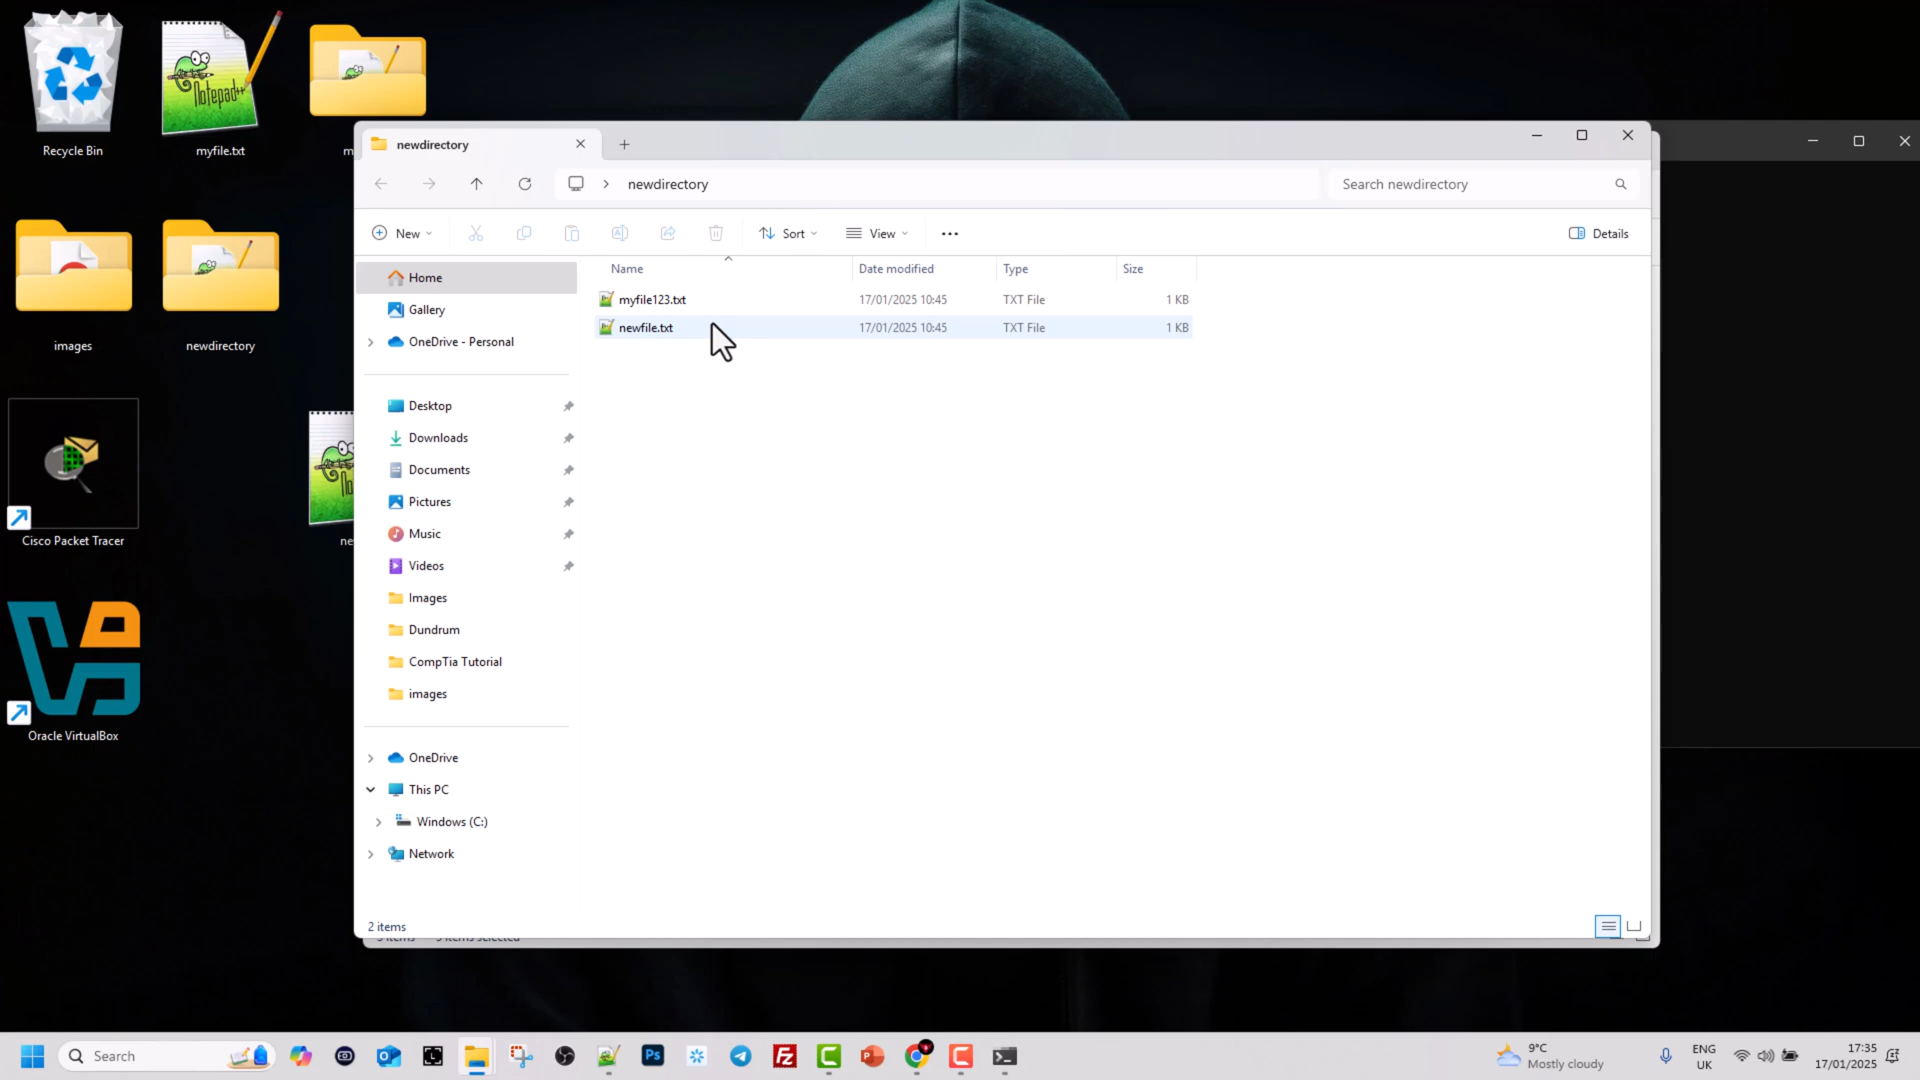 Notepad++
Recycle Bin
myfile.txt
m
images
newdirectory
Cisco Packet Tracer
ne
Oracle VirtualBox
newdirectory
newdirectory
Search newdirectory
New
Sort
View
Details
Home
Gallery
OneDrive - Personal
Desktop
Downloads
Documents
Pictures
Music
Videos
Images
Dundrum
CompTia Tutorial
images
OneDrive
This PC
Windows (C:)
Network
Name Date modified Type Size
myfile123.txt 17/01/2025 10:45 TXT File 1 KB
newfile.txt 17/01/2025 10:45 TXT File 1 KB
2 items
Search
Ps
Fz
9°C
Mostly cloudy
ENG
UK
17:35
17/01/2025